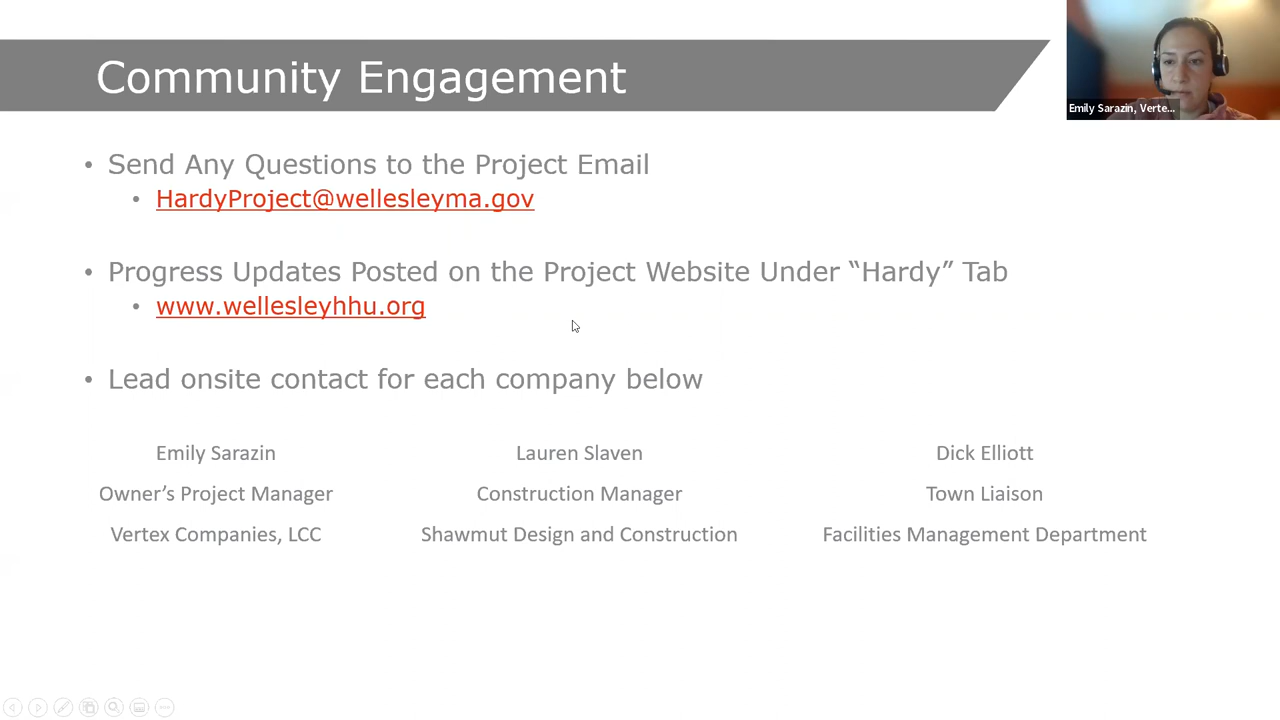 Community Engagement
Emily Sarazin, Verte...
• Send Any Questions to the Project Email
• HardyProject@wellesleyma.gov
• Progress Updates Posted on the Project Website Under “Hardy” Tab
• www.wellesleyhhu.org
• Lead onsite contact for each company below
Emily Sarazin Lauren Slaven Dick Elliott
Owner’s Project Manager Construction Manager Town Liaison
Vertex Companies, LCC Shawmut Design and Construction Facilities Management Department